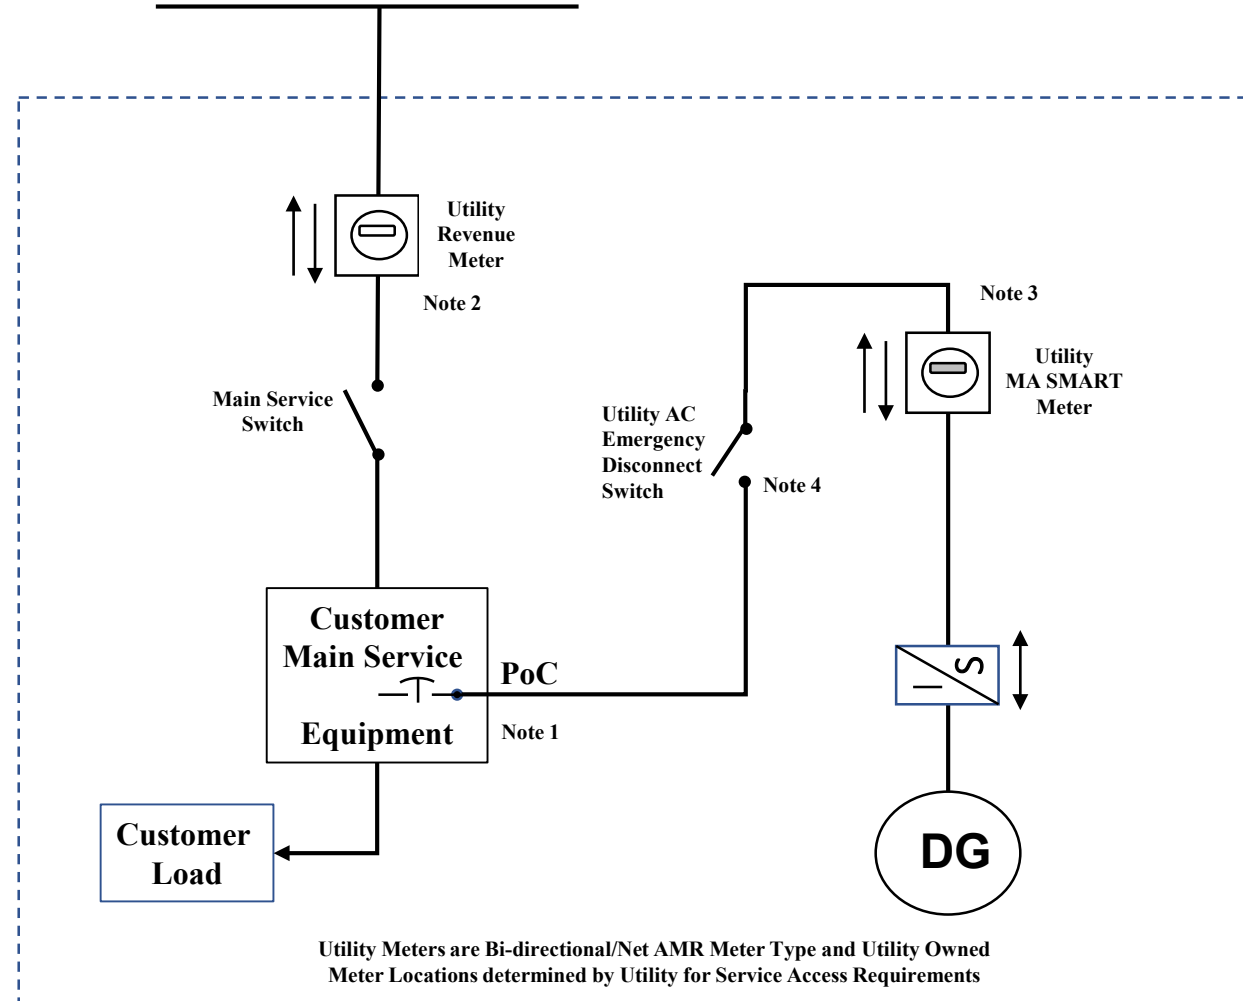 Utility
Revenue
Meter
Note 2
Note 3
Utility
MA SMART
Meter
Main Service
Switch
Utility AC
Emergency
Disconnect
Switch
Note 4
Customer
Main Service
Equipment
PoC
Note 1
I
S
Customer
Load
DG
Utility Meters are Bi-directional/Net AMR Meter Type and Utility Owned
Meter Locations determined by Utility for Service Access Requirements